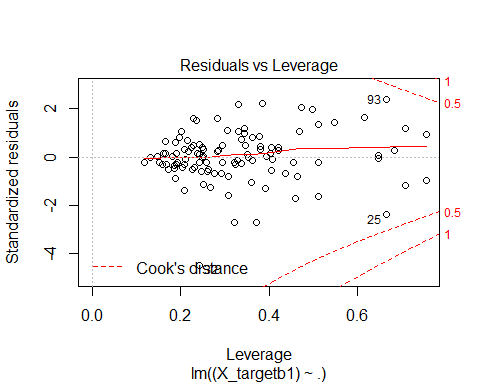 Residuals vs Leverage
Standardized residuals
2
0
-2
-4
93
25
1
0.5
0.5
1
Cook's distance
0.0
0.2
0.4
0.6
Leverage
lm((X_targetb1) ~ .)